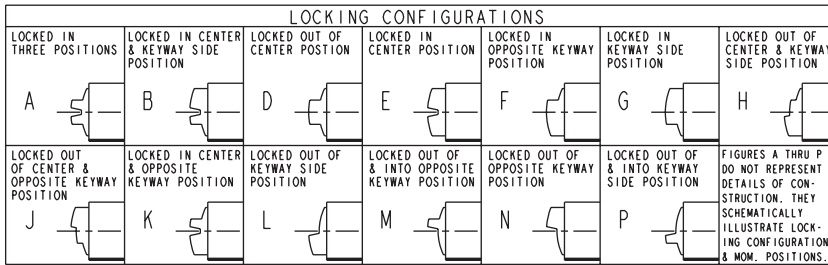 LOCKING CONFIGURATIONS
LOCKED IN
THREE POSITIONS
A
LOCKED IN CENTER
& KEYWAY SIDE
POSITION
B
LOCKED OUT OF
CENTER POSTION
D
LOCKED IN
CENTER POSITION
E
LOCKED IN
OPPOSITE KEYWAY
POSITION
F
LOCKED IN
KEYWAY SIDE
POSITION
G
LOCKED OUT OF
CENTER & KEYWAY
SIDE POSITION
H
LOCKED OUT
OF CENTER &
OPPOSITE KEYWAY
POSITION
J
LOCKED IN CENTER
& OPPOSITE
KEYWAY POSITION
K
LOCKED OUT OF
KEYWAY SIDE
POSITION
L
LOCKED OUT OF
& INTO OPPOSITE
KEYWAY POSITION
M
LOCKED OUT OF
OPPOSITE KEYWAY
POSITION
N
LOCKED OUT OF
& INTO KEYWAY
SIDE POSITION
P
FIGURES A THRU P
DO NOT REPRESENT
DETAILS OF CON-
STRUCTION. THEY
SCHEMATICALLY
ILLUSTRATE LOCK-
ING CONFIGURATION
& MOM. POSITIONS.